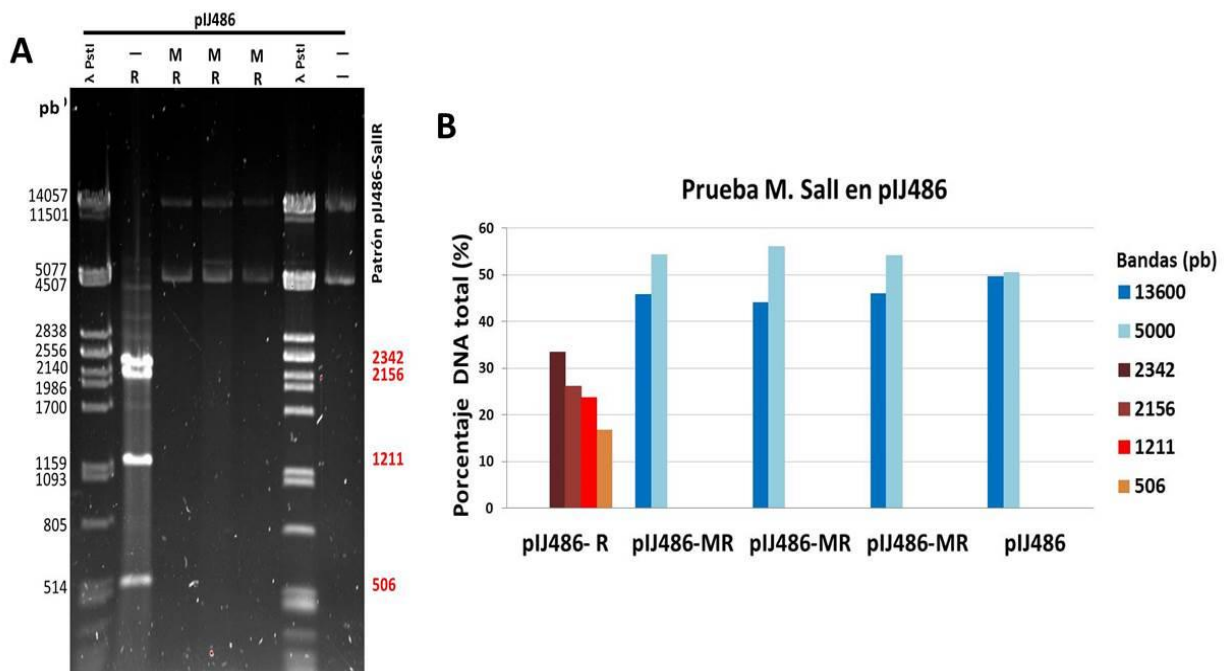 pIJ486
A
λ PstI
—
R
M
R
M
R
M
R
λ PstI
—
—
pb
14057
11501
5077
4507
2838
2556
2140
1986
1700
1159
1093
805
514
Patrón pIJ486-SalIR
2342
2156
1211
506
B
Prueba M. SalI en pIJ486
Porcentaje DNA total (%)
60
50
40
30
20
10
0
pIJ486- R
pIJ486-MR
pIJ486-MR
pIJ486-MR
pIJ486
Bandas (pb)
13600
5000
2342
2156
1211
506